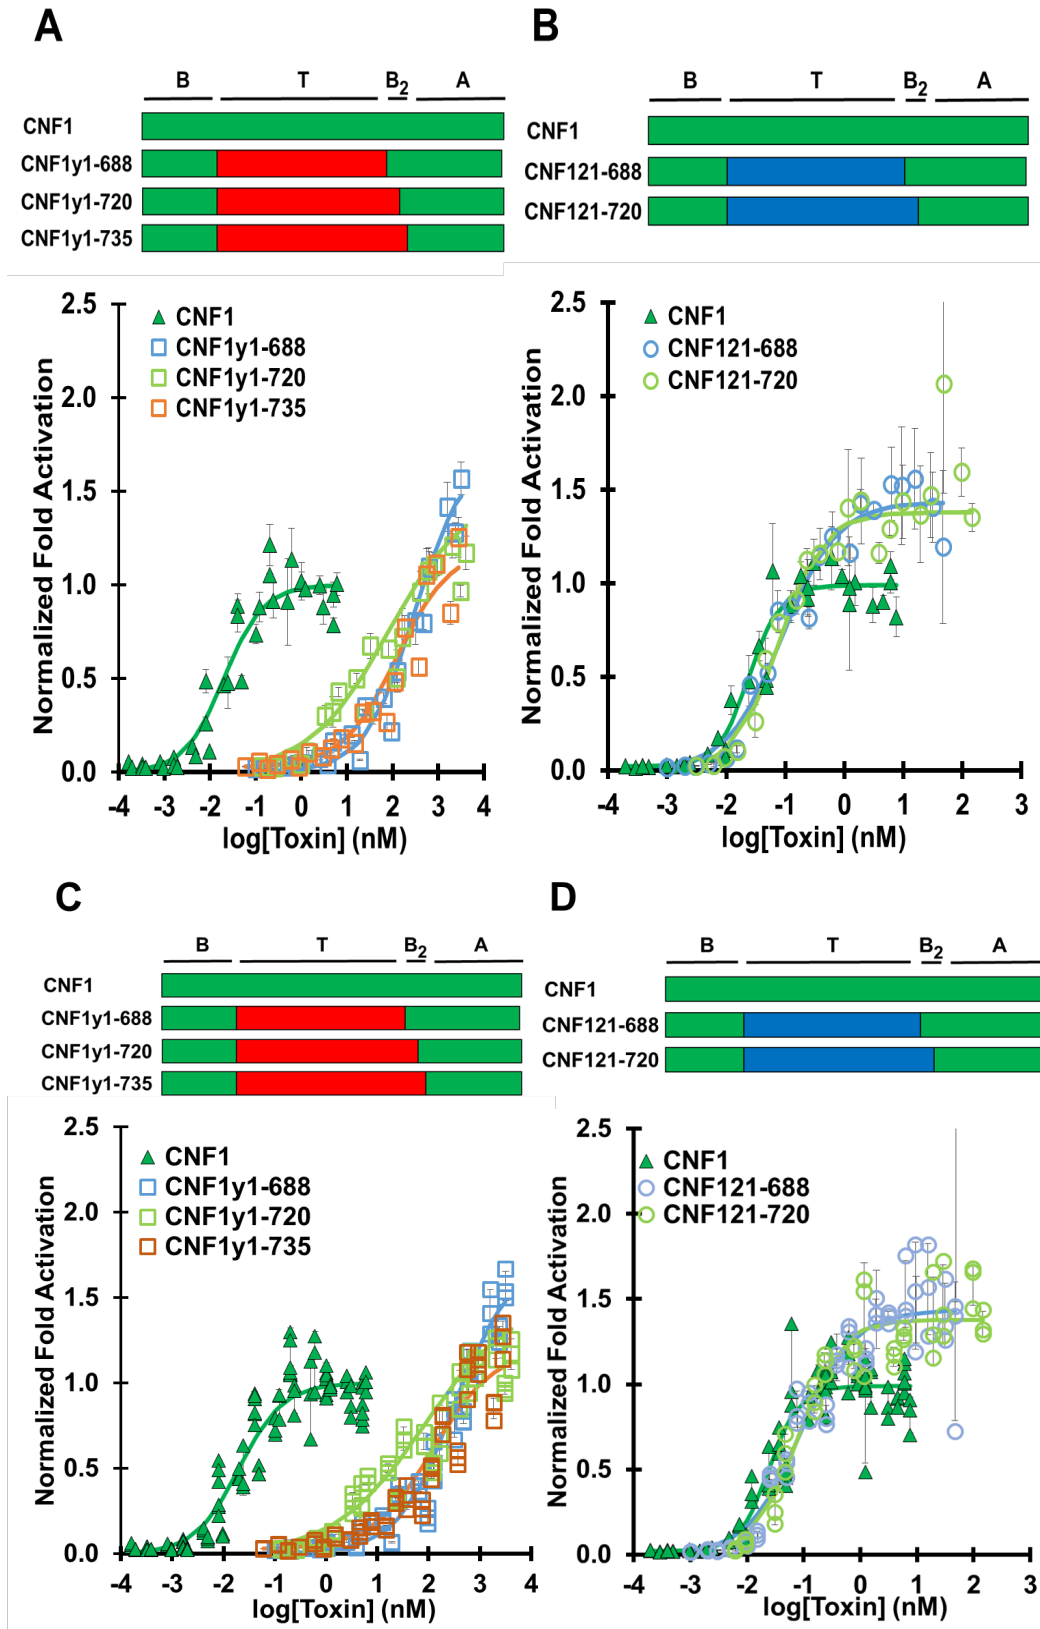 A
B T B2 A
CNF1
CNF1y1-688
CNF1y1-720
CNF1y1-735
2.5
2.0
1.5
1.0
0.5
0.0
Normalized Fold Activation
CNF1
CNF1y1-688
CNF1y1-720
CNF1y1-735
-4 -3 -2 -1 0 1 2 3 4
log[Toxin] (nM)
B
B T B2 A
CNF1
CNF121-688
CNF121-720
2.5
2.0
1.5
1.0
0.5
0.0
Normalized Fold Activation
CNF1
CNF121-688
CNF121-720
-4 -3 -2 -1 0 1 2 3
log[Toxin] (nM)
C
B T B2 A
CNF1
CNF1y1-688
CNF1y1-720
CNF1y1-735
2.5
2.0
1.5
1.0
0.5
0.0
Normalized Fold Activation
CNF1
CNF1y1-688
CNF1y1-720
CNF1y1-735
-4 -3 -2 -1 0 1 2 3 4
log[Toxin] (nM)
D
B T B2 A
CNF1
CNF121-688
CNF121-720
2.5
2.0
1.5
1.0
0.5
0.0
Normalized Fold Activation
CNF1
CNF121-688
CNF121-720
-4 -3 -2 -1 0 1 2 3
log[Toxin] (nM)